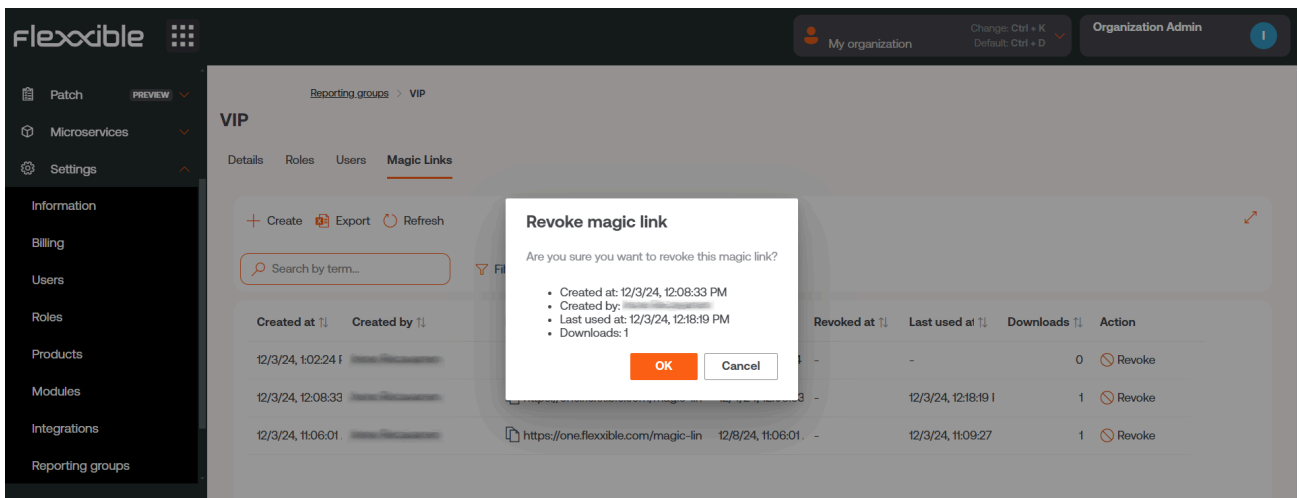 Flexxible
My organization
Change: Ctrl + K
Default: Ctrl + D
Organization Admin
I
Patch PREVIEW
Microservices
Settings
Information
Billing
Users
Roles
Products
Modules
Integrations
Reporting groups
Reporting groups > VIP
VIP
Details Roles Users Magic Links
Create Export Refresh
Search by term...
Fil
Revoke magic link
Are you sure you want to revoke this magic link?
• Created at: 12/3/24, 12:08:33 PM
• Created by:
• Last used at: 12/3/24, 12:18:19 PM
• Downloads: 1
OK Cancel
Created at Created by Revoked at Last used at Downloads Action
12/3/24, 1:02:24 P - - 0 Revoke
12/3/24, 12:08:33 - 12/3/24, 12:18:19 1 Revoke
12/3/24, 11:06:01 https://one.flexxible.com/magic-lin 12/8/24, 11:06:01 - 12/3/24, 11:09:27 1 Revoke